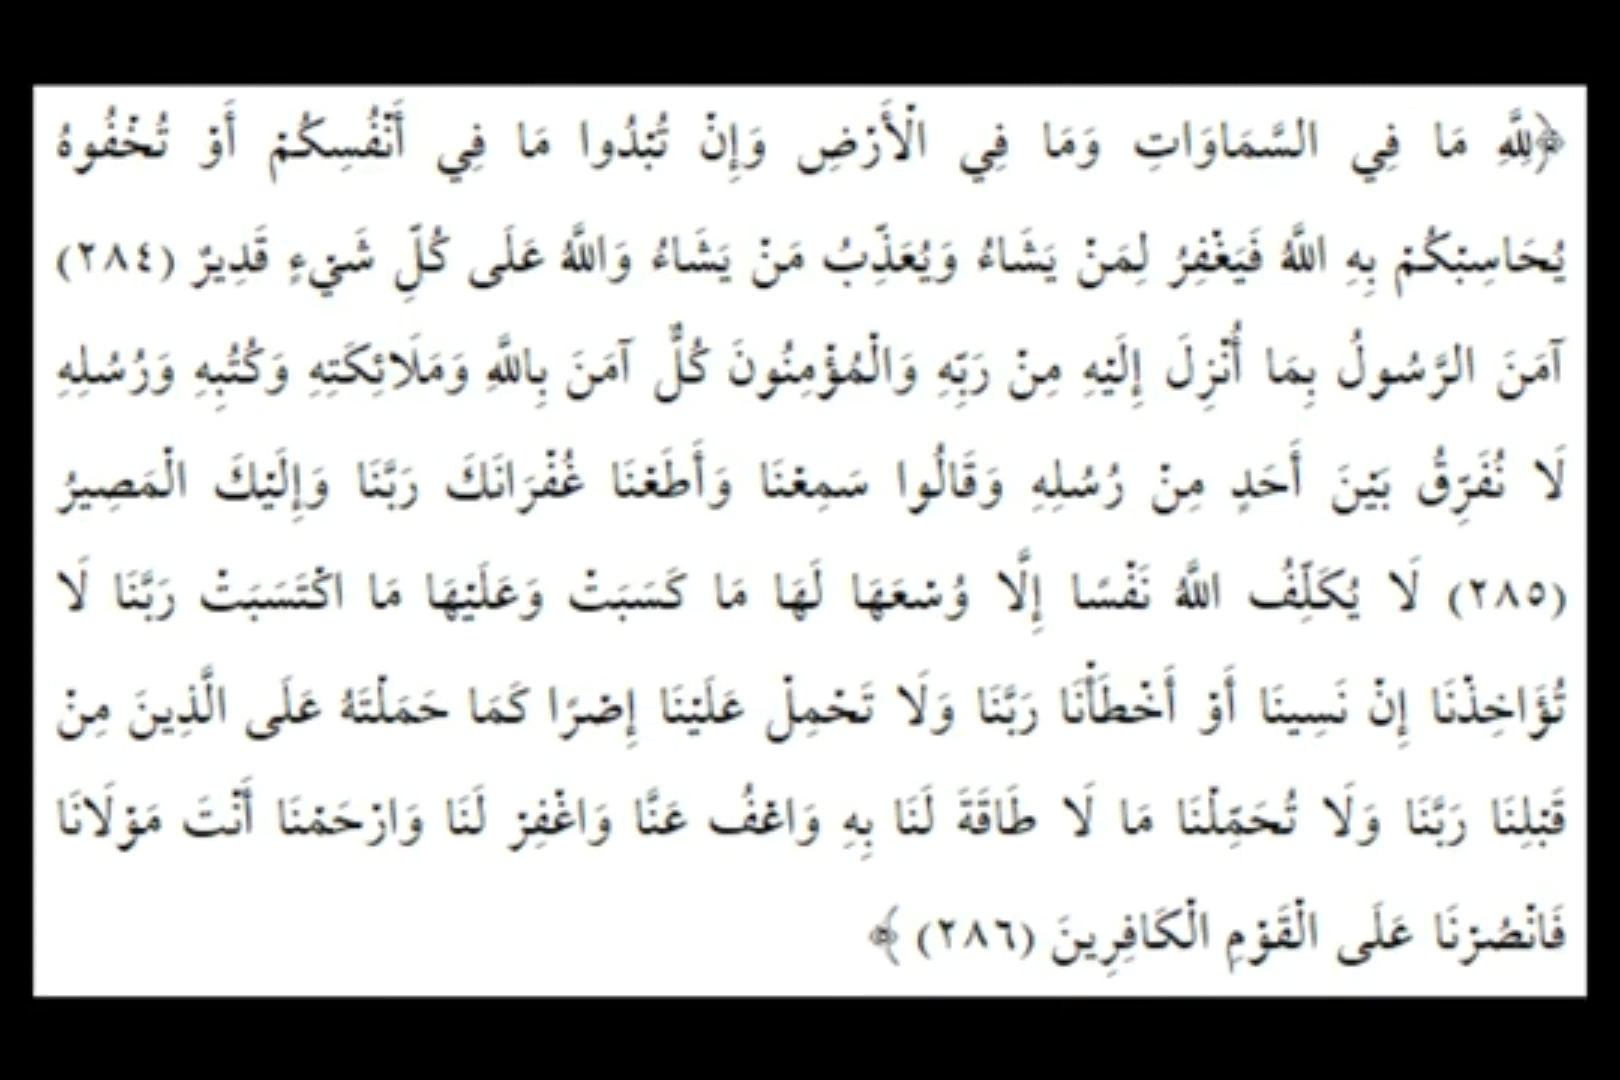 ﴿لِلَّهِ مَا فِي السَّمَاوَاتِ وَمَا فِي الْأَرْضِ وَإِنْ تُبْدُوا مَا فِي أَنْفُسِكُمْ أَوْ تُخْفُوهُ
يُحَاسِبْكُمْ بِهِ اللَّهُ فَيَغْفِرُ لِمَنْ يَشَاءُ وَيُعَذِّبُ مَنْ يَشَاءُ وَاللَّهُ عَلَى كُلِّ شَيْءٍ قَدِيرٌ (٢٨٤)
آمَنَ الرَّسُولُ بِمَا أُنْزِلَ إِلَيْهِ مِنْ رَبِّهِ وَالْمُؤْمِنُونَ كُلٌّ آمَنَ بِاللَّهِ وَمَلَائِكَتِهِ وَكُتُبِهِ وَرُسُلِهِ
لَا نُفَرِّقُ بَيْنَ أَحَدٍ مِنْ رُسُلِهِ وَقَالُوا سَمِعْنَا وَأَطَعْنَا غُفْرَانَكَ رَبَّنَا وَإِلَيْكَ الْمَصِيرُ
(٢٨٥) لَا يُكَلِّفُ اللَّهُ نَفْسًا إِلَّا وُسْعَهَا لَهَا مَا كَسَبَتْ وَعَلَيْهَا مَا اكْتَسَبَتْ رَبَّنَا لَا
تُؤَاخِذْنَا إِنْ نَسِينَا أَوْ أَخْطَأْنَا رَبَّنَا وَلَا تَحْمِلْ عَلَيْنَا إِصْرًا كَمَا حَمَلْتَهُ عَلَى الَّذِينَ مِنْ
قَبْلِنَا رَبَّنَا وَلَا تُحَمِّلْنَا مَا لَا طَاقَةَ لَنَا بِهِ وَاعْفُ عَنَّا وَاغْفِرْ لَنَا وَارْحَمْنَا أَنْتَ مَوْلَانَا
فَانْصُرْنَا عَلَى الْقَوْمِ الْكَافِرِينَ (٢٨٦) ﴾